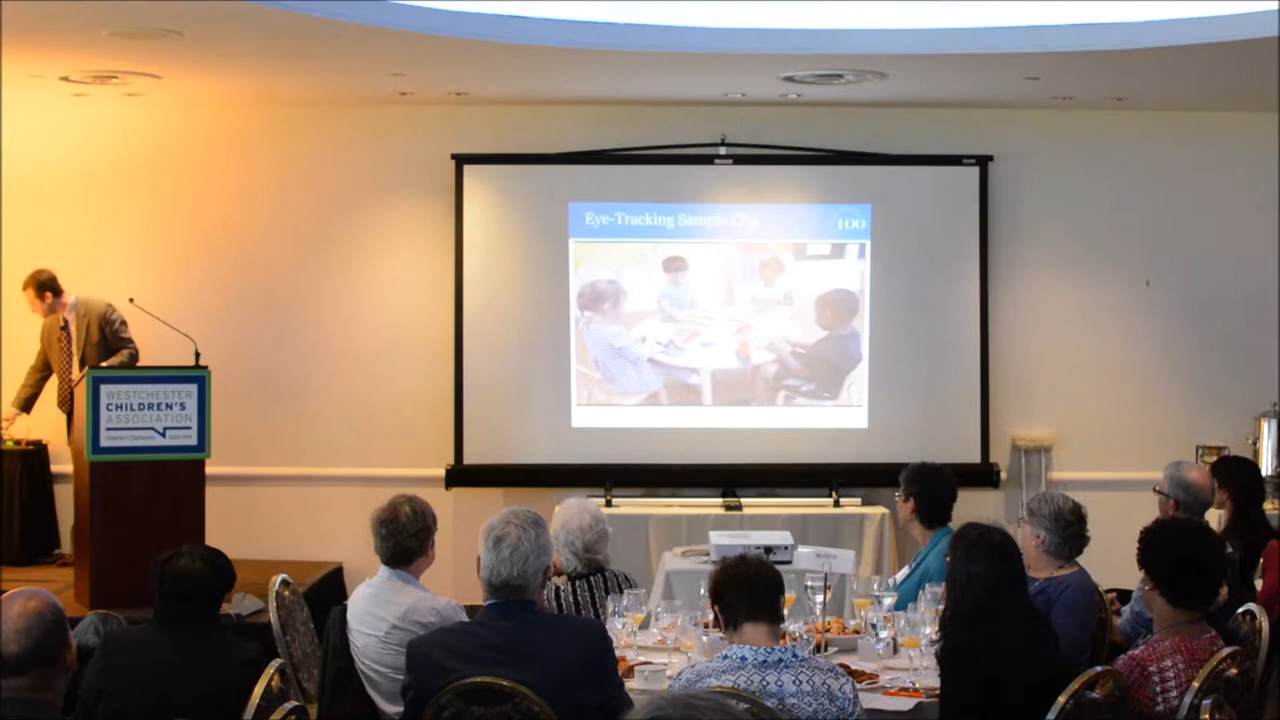 Eye-Tracking Sample Clip
100
WESTCHESTER
CHILDREN'S
ASSOCIATION